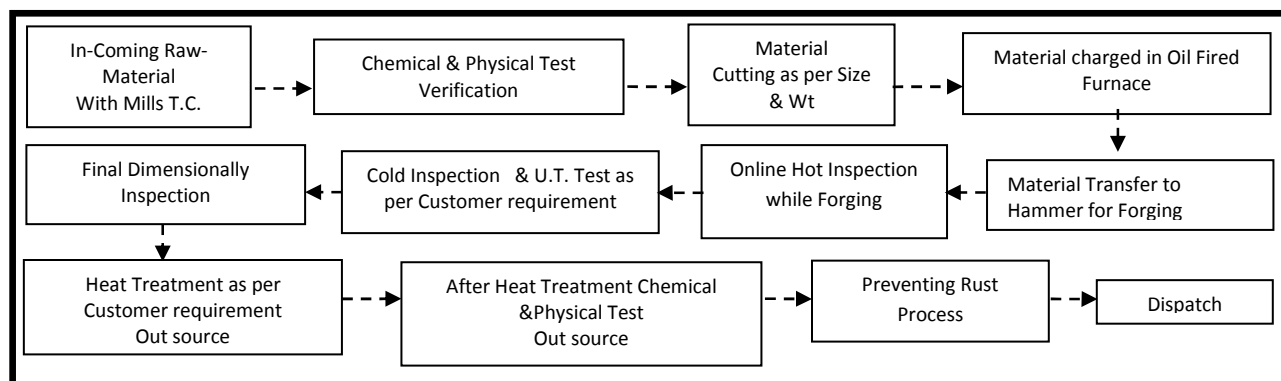 In-Coming Raw-
Material
With Mills T.C.
Chemical & Physical Test
Verification
Material
Cutting as per Size
& Wt
Material charged in Oil Fired
Furnace
Material Transfer to
Hammer for Forging
Online Hot Inspection
while Forging
Cold Inspection & U.T. Test as
per Customer requirement
Final Dimensionally
Inspection
Heat Treatment as per
Customer requirement
Out source
After Heat Treatment Chemical
&Physical Test
Out source
Preventing Rust
Process
Dispatch